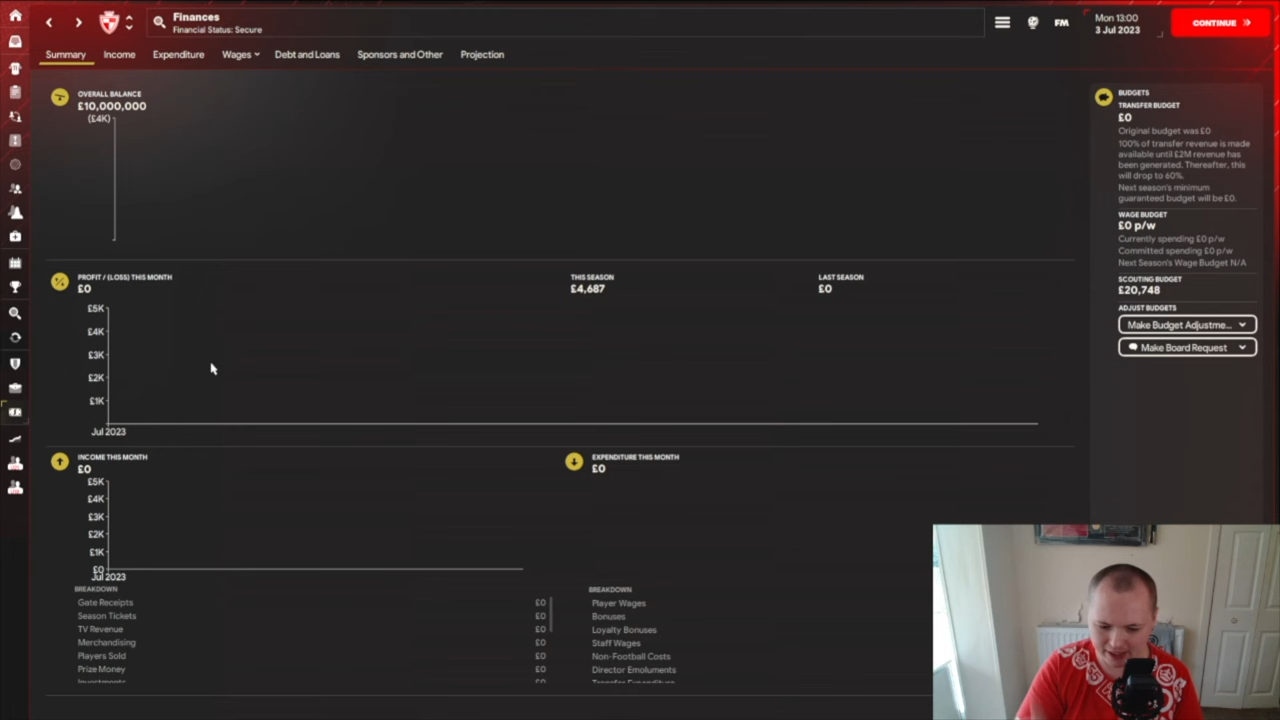 Finances
Financial Status: Secure
FM
Mon 13:00
3 Jul 2023
CONTINUE
Summary
Income
Expenditure
Wages
Debt and Loans
Sponsors and Other
Projection
OVERALL BALANCE
£10,000,000
(£4K)
PROFIT / (LOSS) THIS MONTH
£0
THIS SEASON
£4,687
LAST SEASON
£0
£5K
£4K
£3K
£2K
£1K
Jul 2023
INCOME THIS MONTH
£0
£5K
£4K
£3K
£2K
£1K
£0
Jul 2023
BREAKDOWN
Gate Receipts £0
Season Tickets £0
TV Revenue £0
Merchandising £0
Players Sold £0
Prize Money £0
Investments £0
EXPENDITURE THIS MONTH
£0
BREAKDOWN
Player Wages
Bonuses
Loyalty Bonuses
Staff Wages
Non-Football Costs
Director Emoluments
Transfer Expenditure
BUDGETS
TRANSFER BUDGET
£0
Original budget was £0
100% of transfer revenue is made
available until £2M revenue has
been generated. Thereafter, this
will drop to 60%.
Next season's minimum
guaranteed budget will be £0.
WAGE BUDGET
£0 p/w
Currently spending £0 p/w
Committed spending £0 p/w
Next Season's Wage Budget N/A
SCOUTING BUDGET
£20,748
ADJUST BUDGETS
Make Budget Adjustme...
Make Board Request